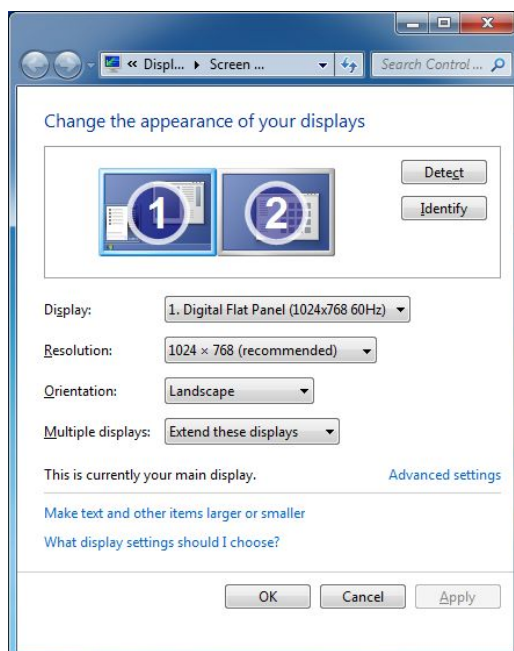 « Displ... ▸ Screen ...
Search Control ...
Change the appearance of your displays
1
2
Detect
Identify
Display: 1. Digital Flat Panel (1024x768 60Hz)
Resolution: 1024 × 768 (recommended)
Orientation: Landscape
Multiple displays: Extend these displays
This is currently your main display. Advanced settings
Make text and other items larger or smaller
What display settings should I choose?
OK Cancel Apply